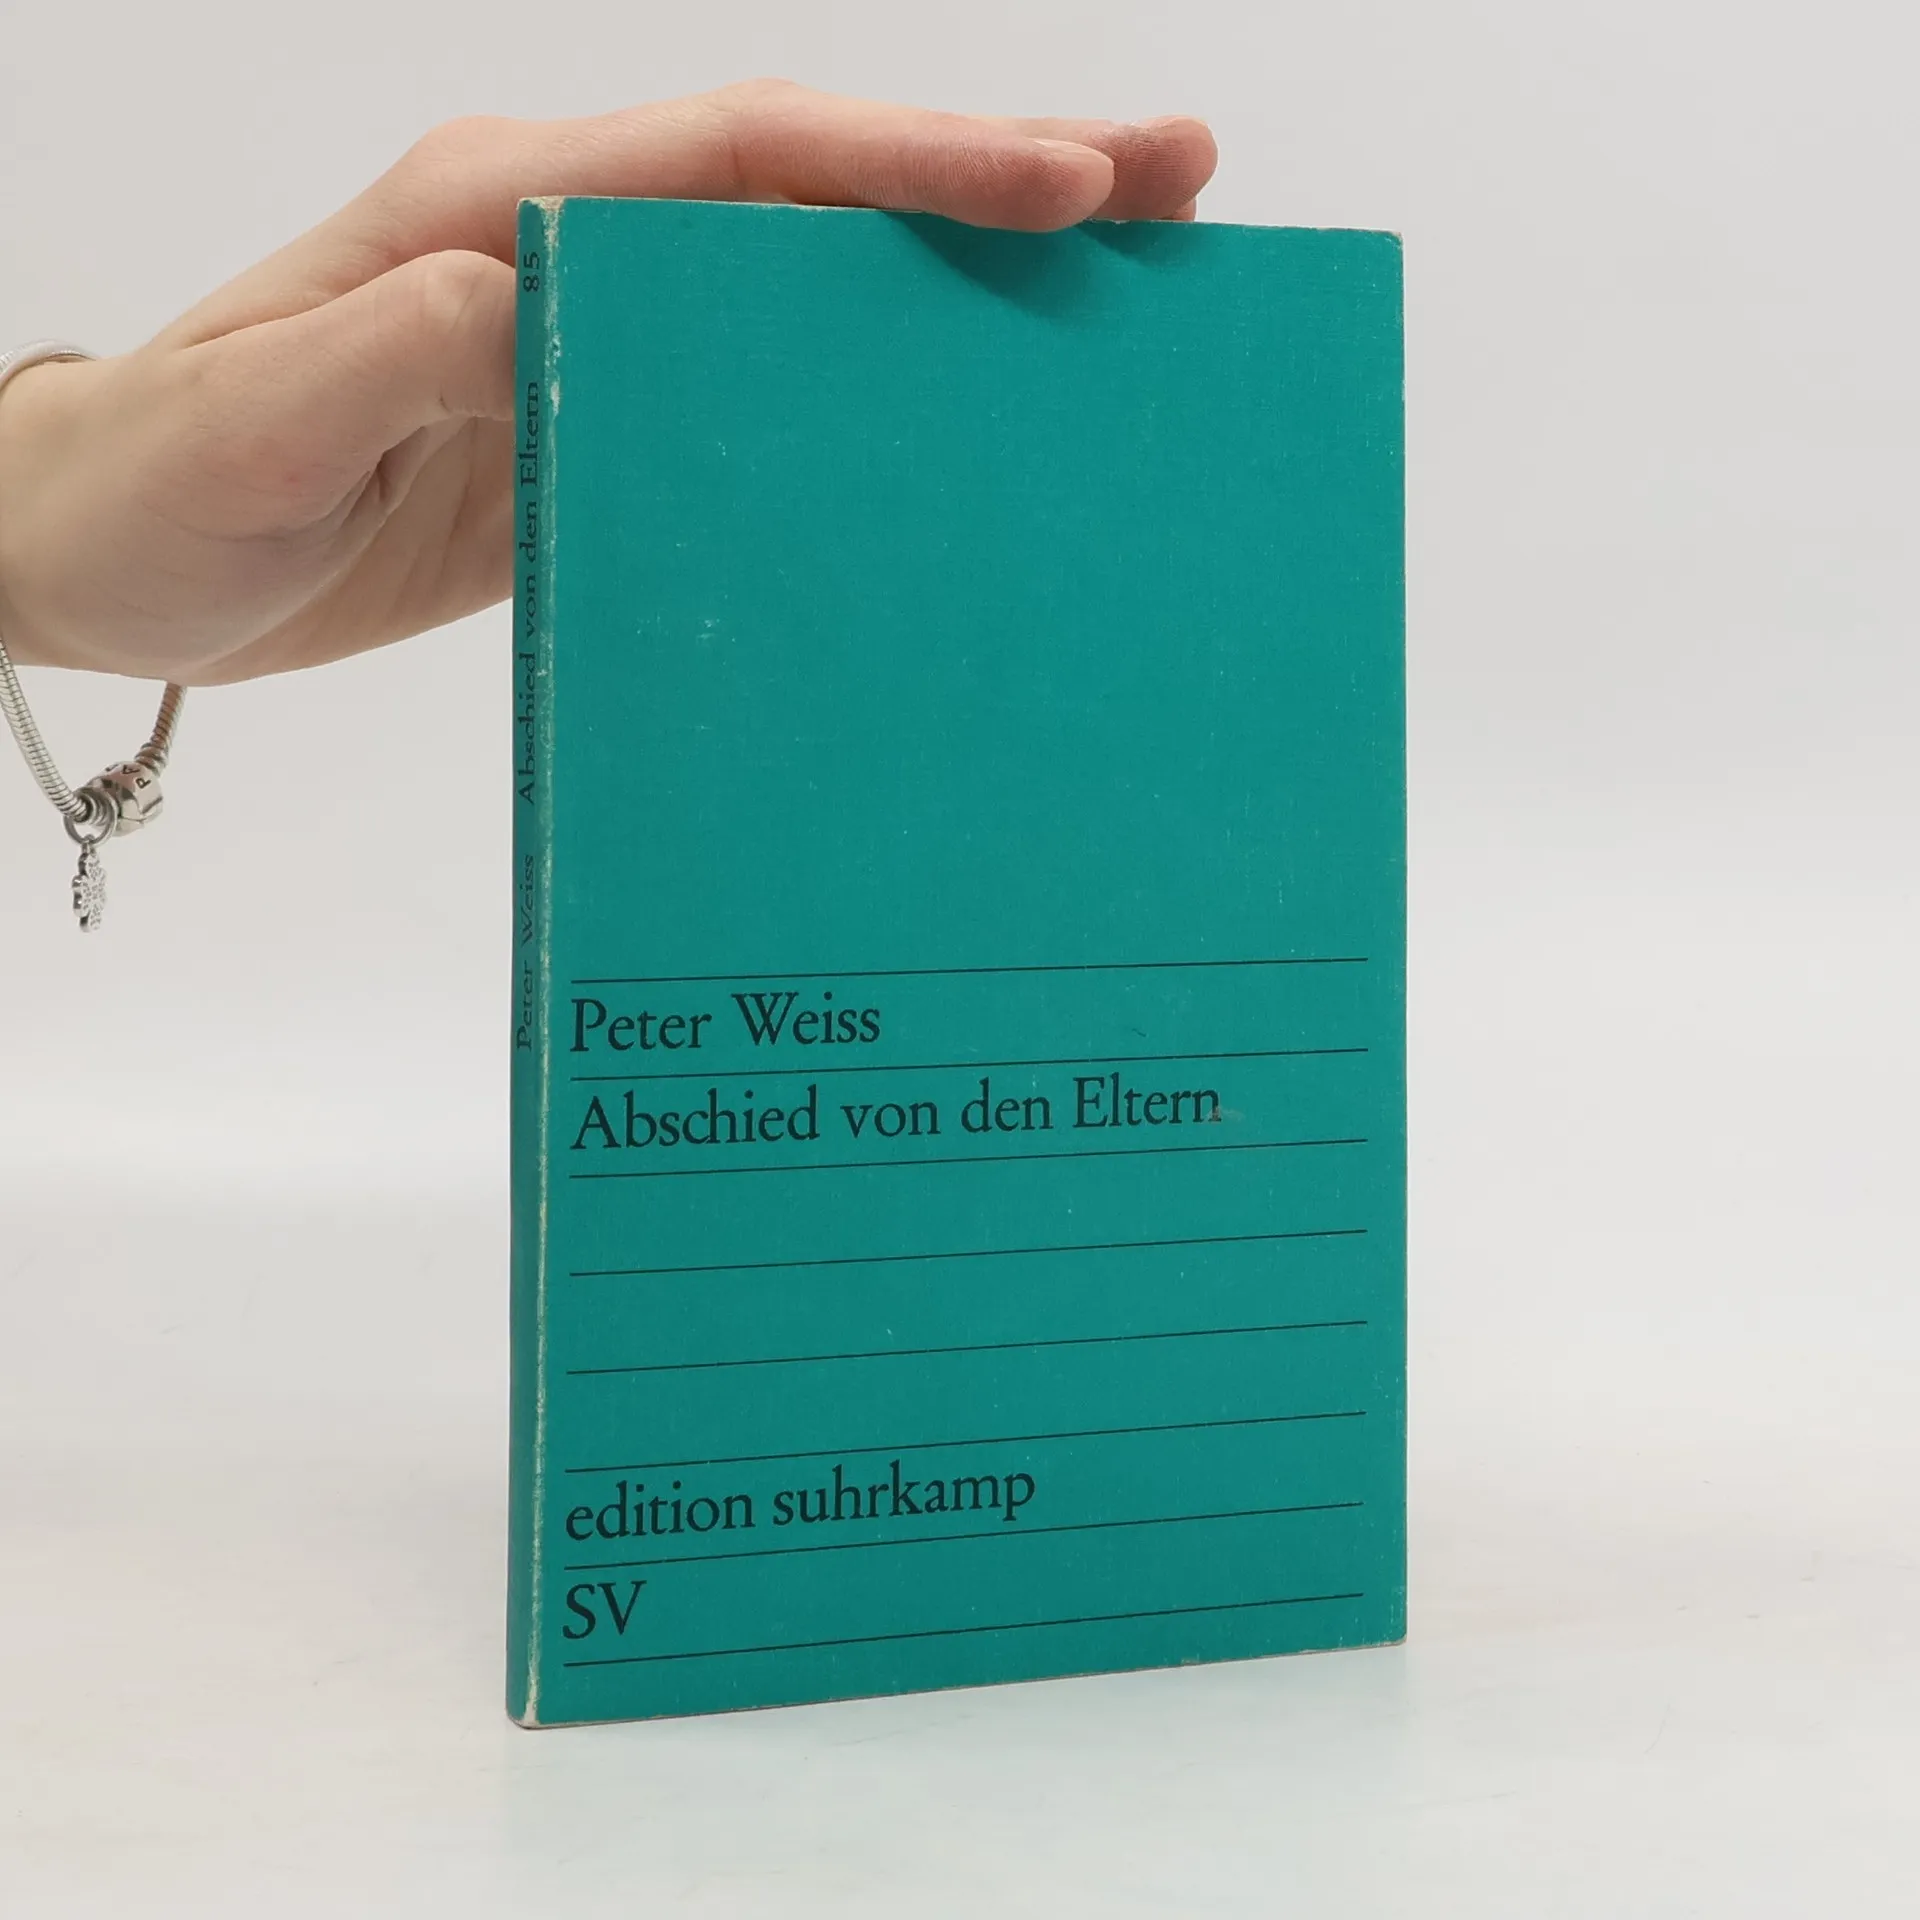 Peter Weiss Abschied von den Eltern 85
Peter Weiss
Abschied von den Eltern
edition suhrkamp
SV